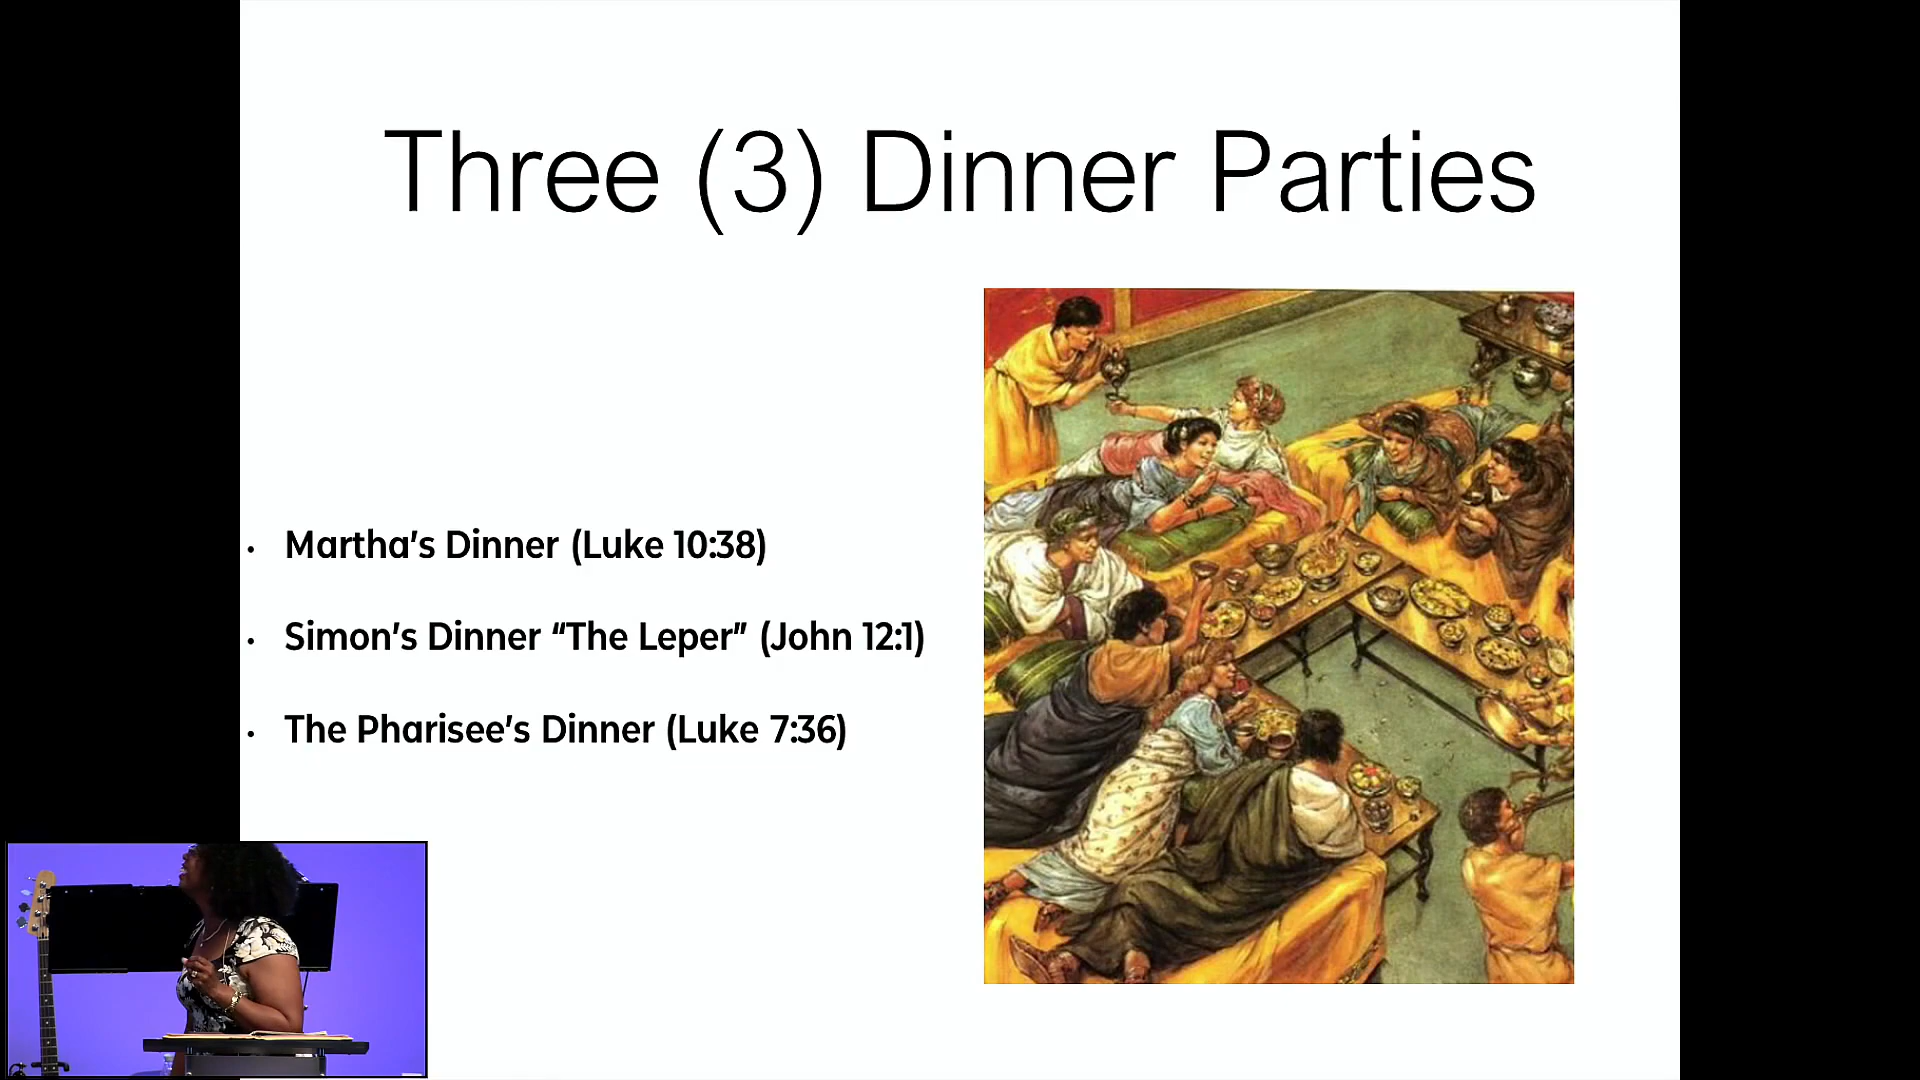 Three (3) Dinner Parties
• Martha's Dinner (Luke 10:38)
• Simon's Dinner “The Leper” (John 12:1)
• The Pharisee's Dinner (Luke 7:36)